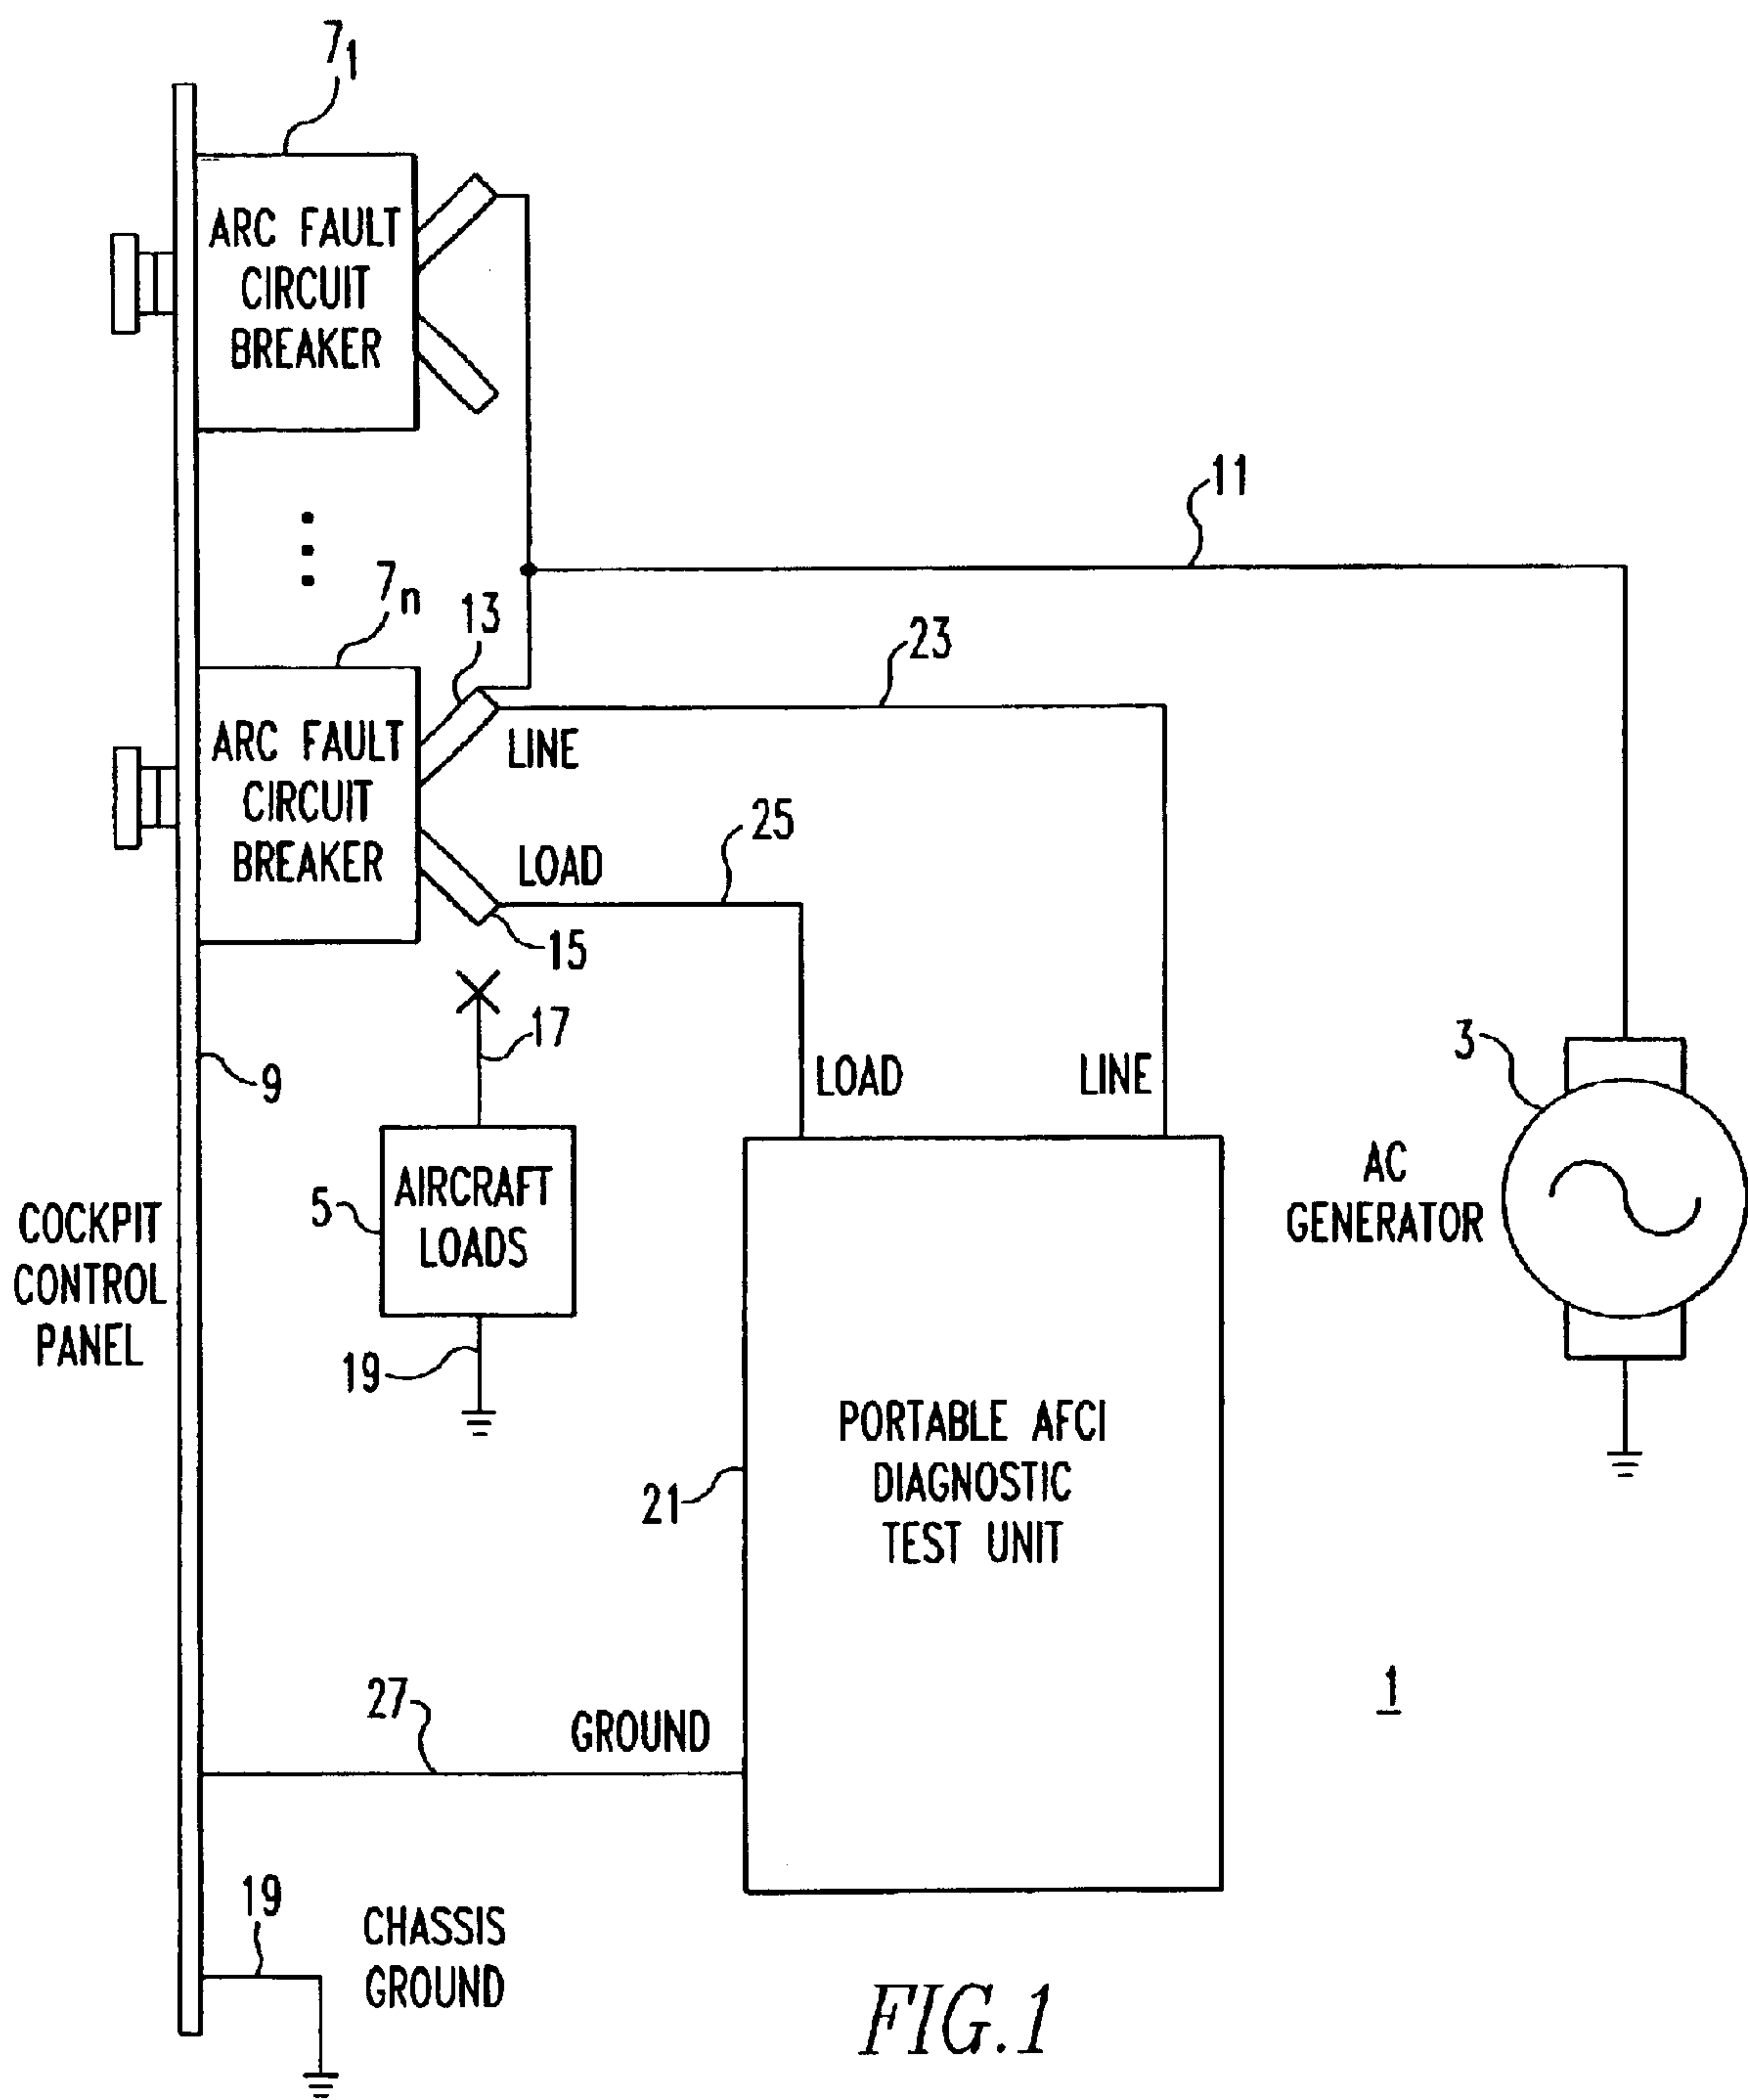 7₁
ARC FAULT
CIRCUIT
BREAKER
11
7ₙ
13
23
ARC FAULT
CIRCUIT
BREAKER
LINE
25
LOAD
15
17
9
LOAD
LINE
3
AC
GENERATOR
5
AIRCRAFT
LOADS
COCKPIT
CONTROL
PANEL
19
PORTABLE AFCI
DIAGNOSTIC
TEST UNIT
21
1
27
GROUND
19
CHASSIS
GROUND
FIG.1